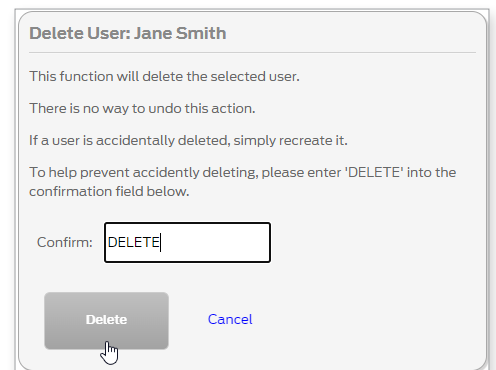 Delete User: Jane Smith
This function will delete the selected user.
There is no way to undo this action.
If a user is accidentally deleted, simply recreate it.
To help prevent accidently deleting, please enter 'DELETE' into the
confirmation field below.
Confirm: DELETE
Delete Cancel